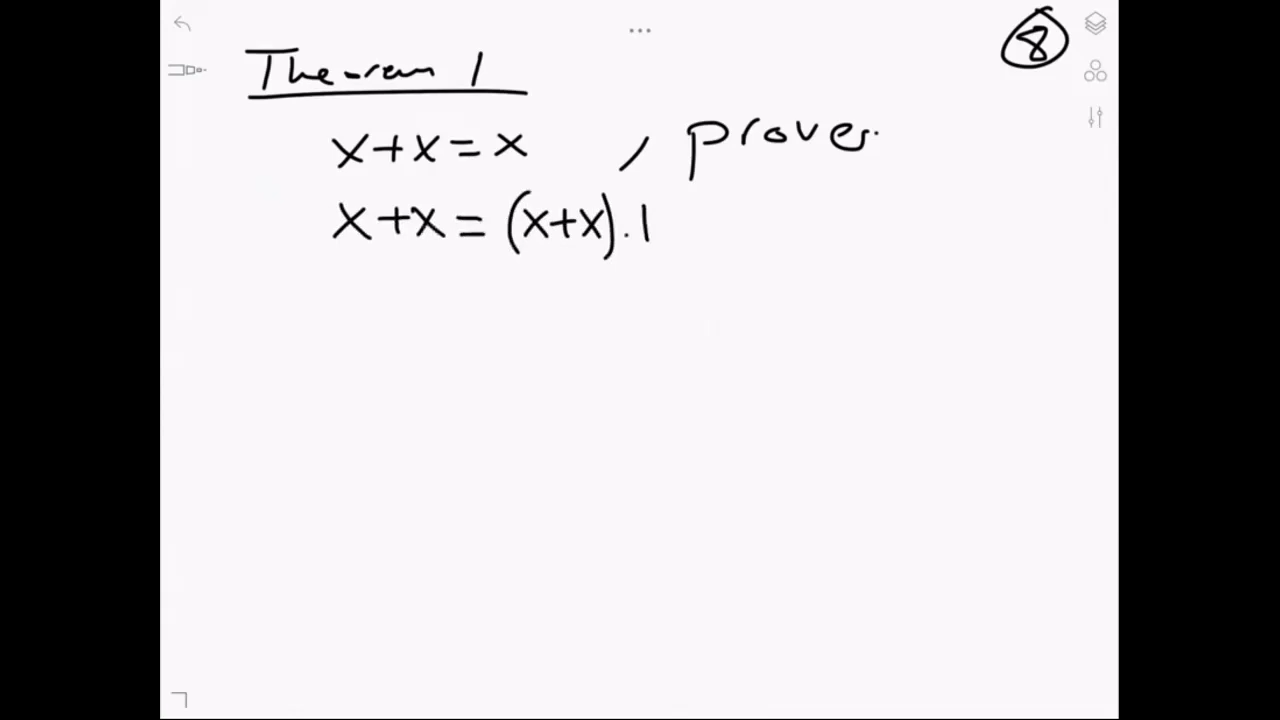 Theorem 1
8
x+x=x , prove.
x+x=(x+x).1